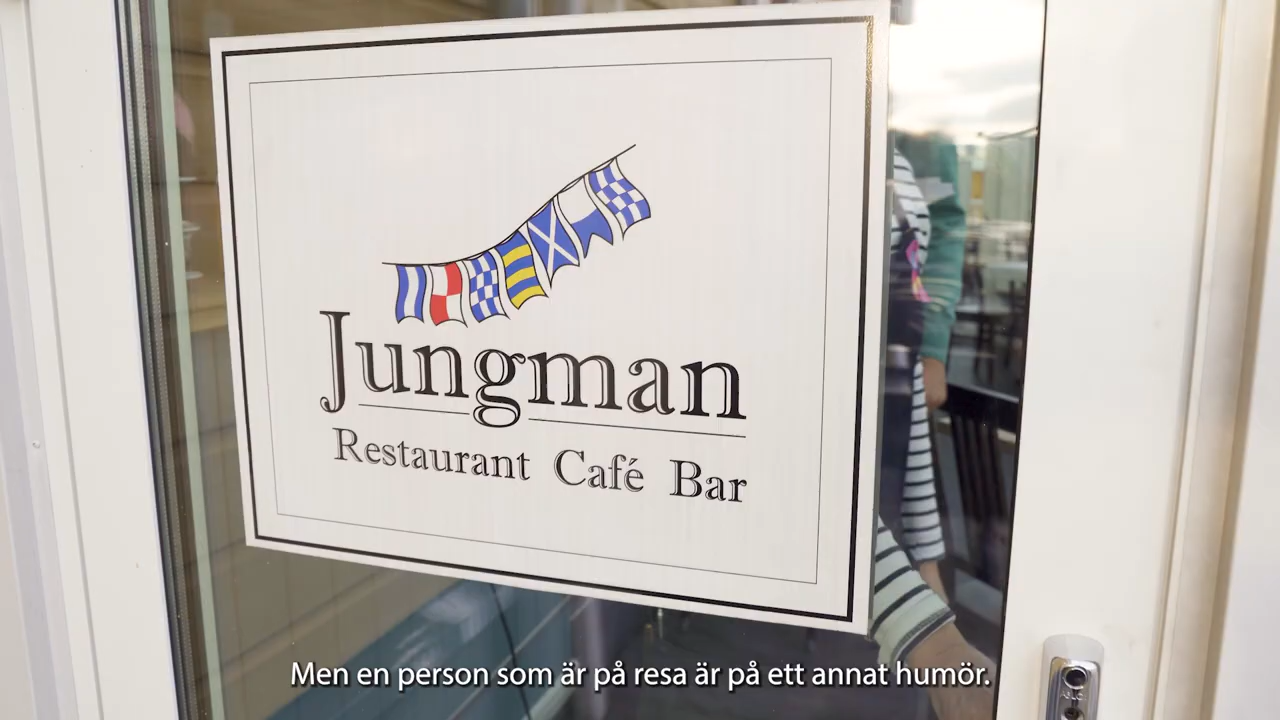 Jungman
Restaurant Café Bar
Men en person som är på resa är på ett annat humör.